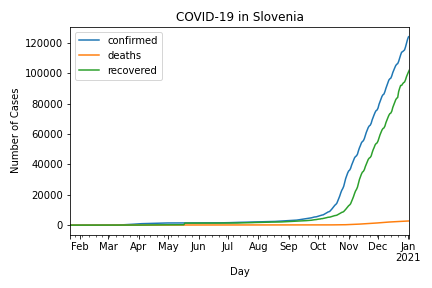 COVID-19 in Slovenia
confirmed
deaths
recovered
120000
100000
80000
60000
40000
20000
0
Number of Cases
Feb Mar Apr May Jun Jul Aug Sep Oct Nov Dec Jan
2021
Day